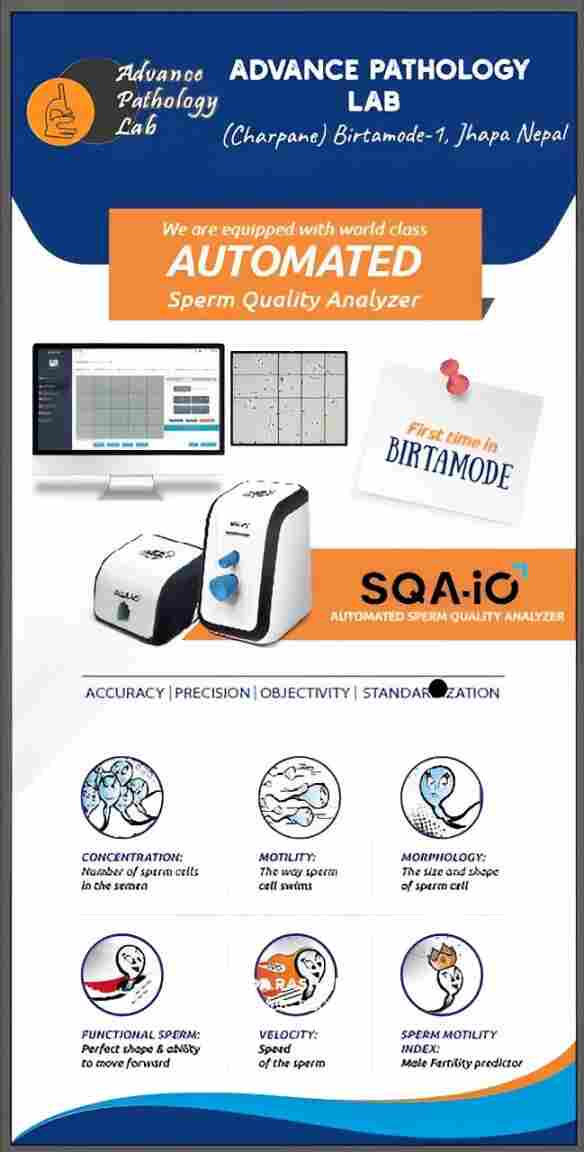 Advance
Pathology
Lab
ADVANCE PATHOLOGY
LAB
(Charpane) Birtamode-1, Jhapa Nepal
We are equipped with world class
AUTOMATED
Sperm Quality Analyzer
First time in
BIRTAMODE
SQA-iO
AUTOMATED SPERM QUALITY ANALYZER
ACCURACY | PRECISION | OBJECTIVITY |
CONCENTRATION:
Number of sperm cells
in the semen
MOTILITY:
The way sperm
cell swims
MORPHOLOGY:
The size and shape
of sperm cell
FUNCTIONAL SPERM:
Perfect shape & ability
to move forward
VELOCITY:
Speed
of the sperm
SPERM MOTILITY
INDEX:
Male Fertility predictor